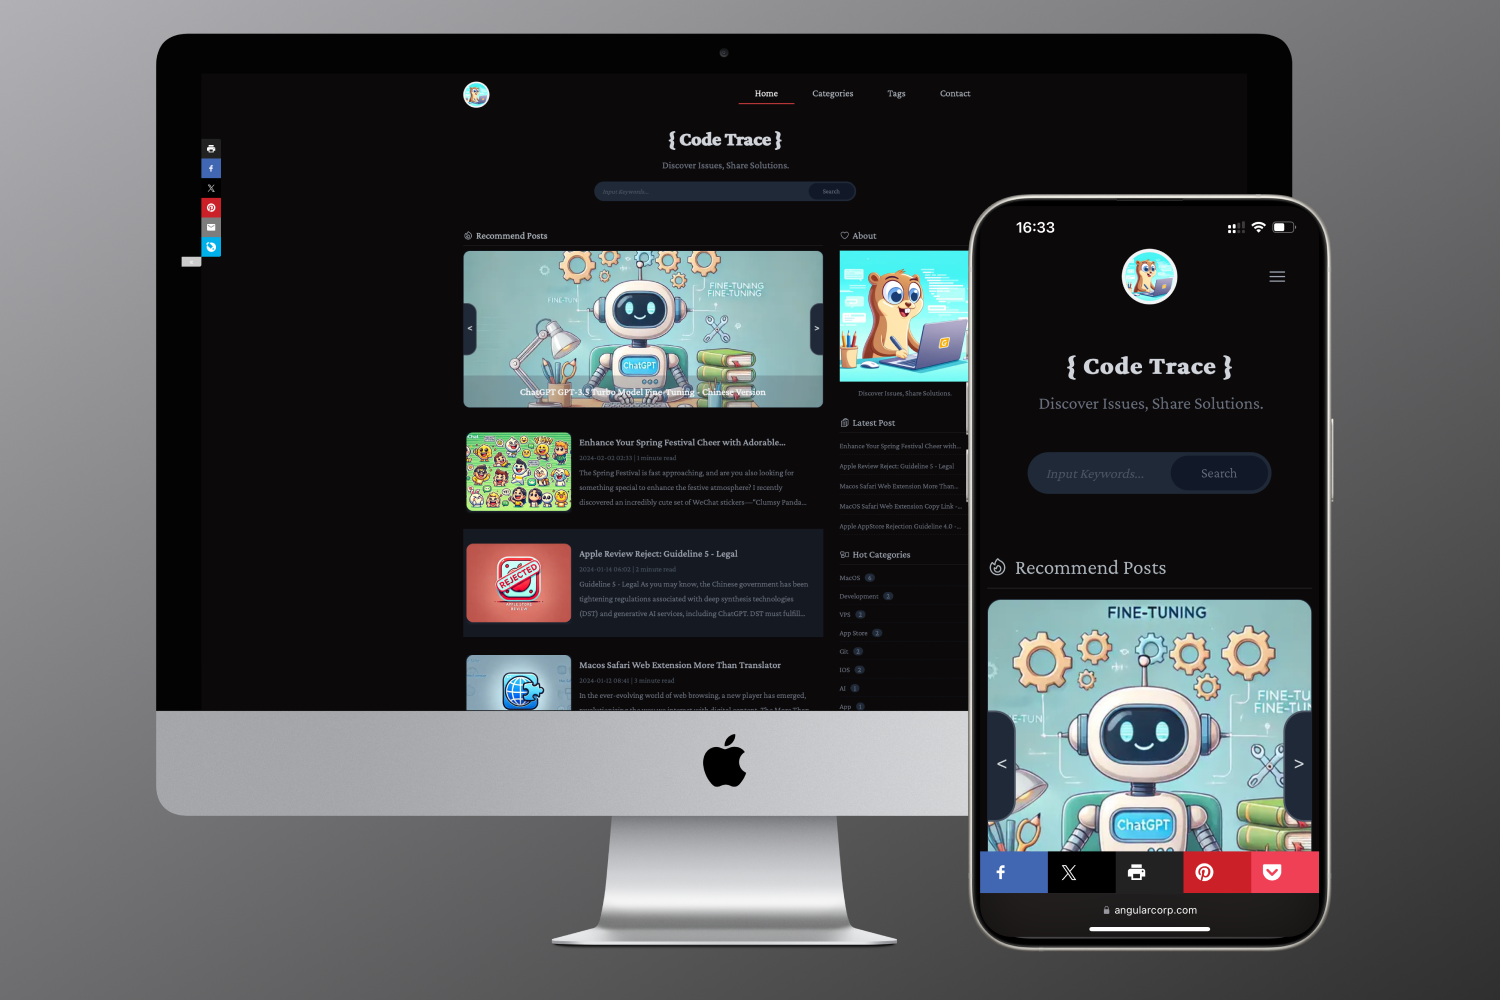 Home Categories Tags Contact
{ Code Trace }
Discover Issues, Share Solutions.
Input Keywords... Search
Recommend Posts
FINE-TUN
FINE-TUNING
FINE-TUNING
ChatGPT
< >
ChatGPT GPT-3.5 Turbo Model Fine-Tuning - Chinese Version
Enhance Your Spring Festival Cheer with Adorable...
2024-02-02 02:33 | 1 minute read
The Spring Festival is fast approaching, and are you also looking for
something special to enhance the festive atmosphere? I recently
discovered an incredibly cute set of WeChat stickers—"Clumsy Panda...
REJECTED
APPLE STORE
REVIEW
Apple Review Reject: Guideline 5 - Legal
2024-01-14 04:02 | 2 minute read
Guideline 5 - Legal As you may know, the Chinese government has been
tightening regulations associated with deep synthesis technologies
(DST) and generative AI services, including ChatGPT. DST must fulfill...
Macos Safari Web Extension More Than Translator
2024-01-12 08:41 | 3 minute read
In the ever-evolving world of web browsing, a new player has emerged,
About
Discover Issues, Share Solutions.
Latest Post
Enhance Your Spring Festival Cheer with...
Apple Review Reject: Guideline 5 - Legal
Macos Safari Web Extension More Than...
MacOS Safari Web Extension Copy Link -...
Apple AppStore Rejection Guideline 4.0 -...
Hot Categories
MacOS
Development
VPS
App Store
Git
IOS
AI
App
16:33
{ Code Trace }
Discover Issues, Share Solutions.
Input Keywords... Search
Recommend Posts
FINE-TUNING
FINE-TU
FINE-TUN
E-TUN
< >
ChatGPT
angularcorp.com